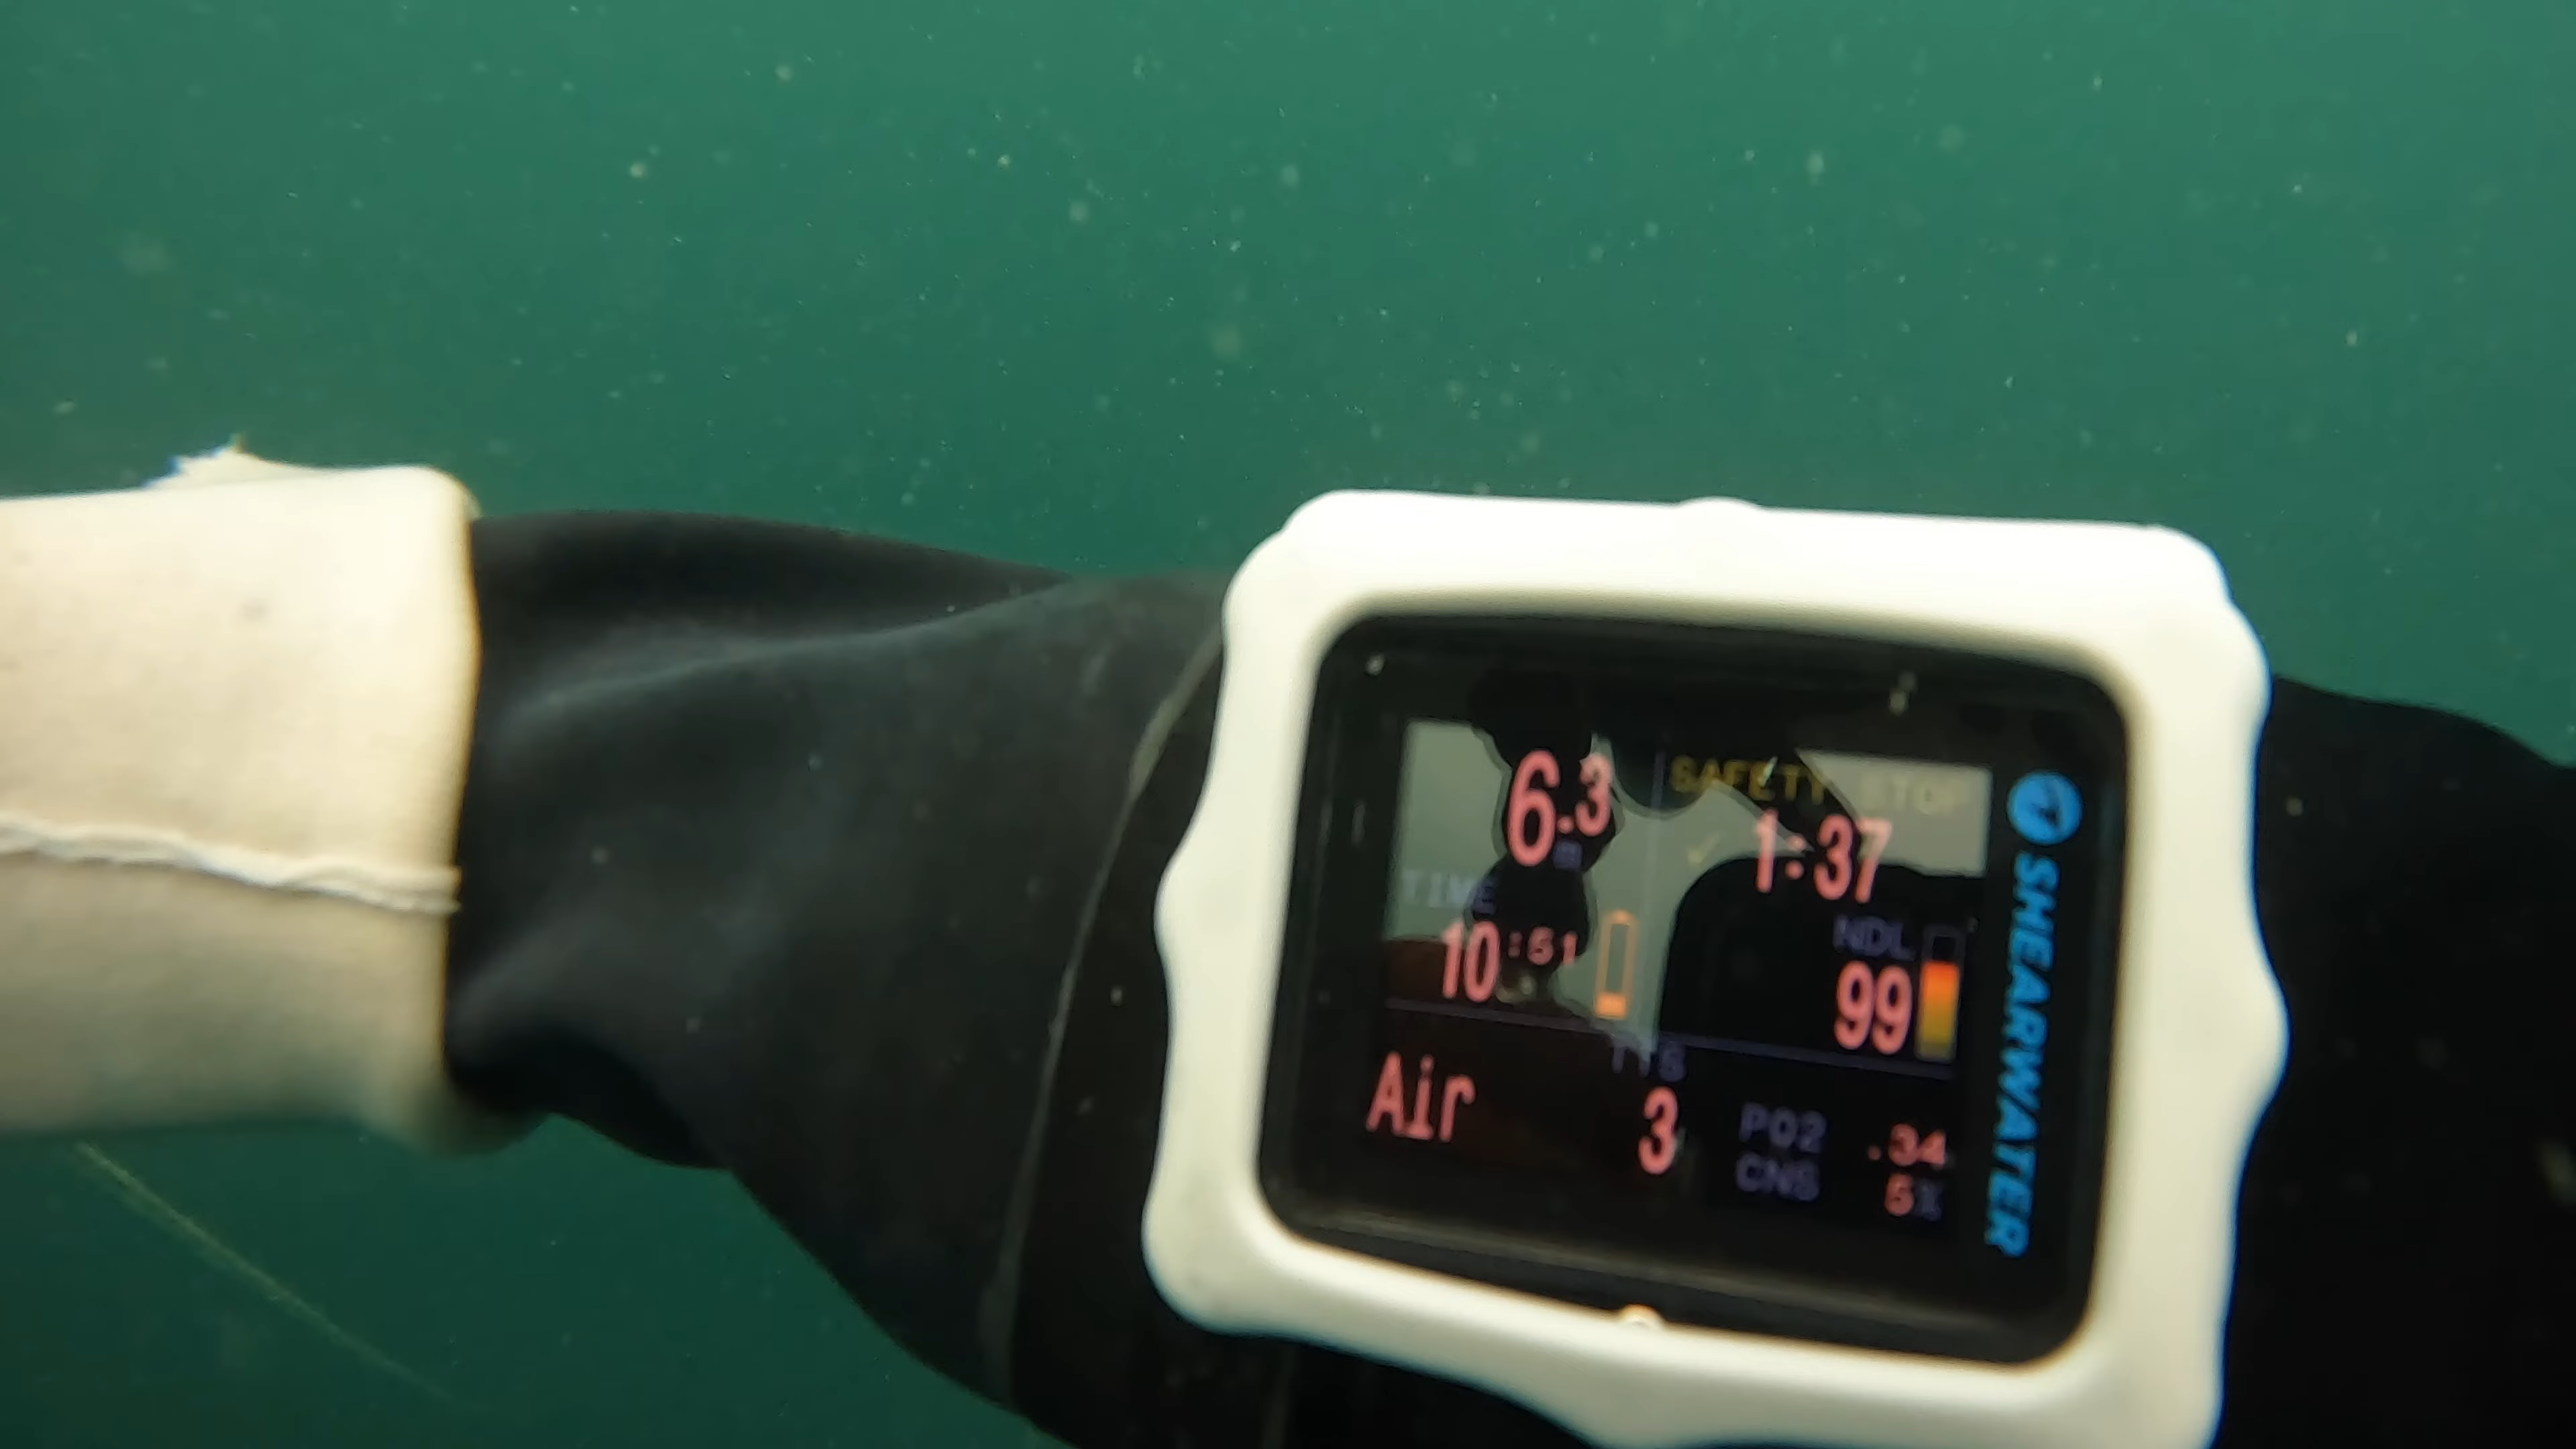 6.3
m
SAFETY STOP
1:37
TIME
10:51
NDL
99
Air
TTS
3
PO2 .34
CNS 5%
SHEARWATER